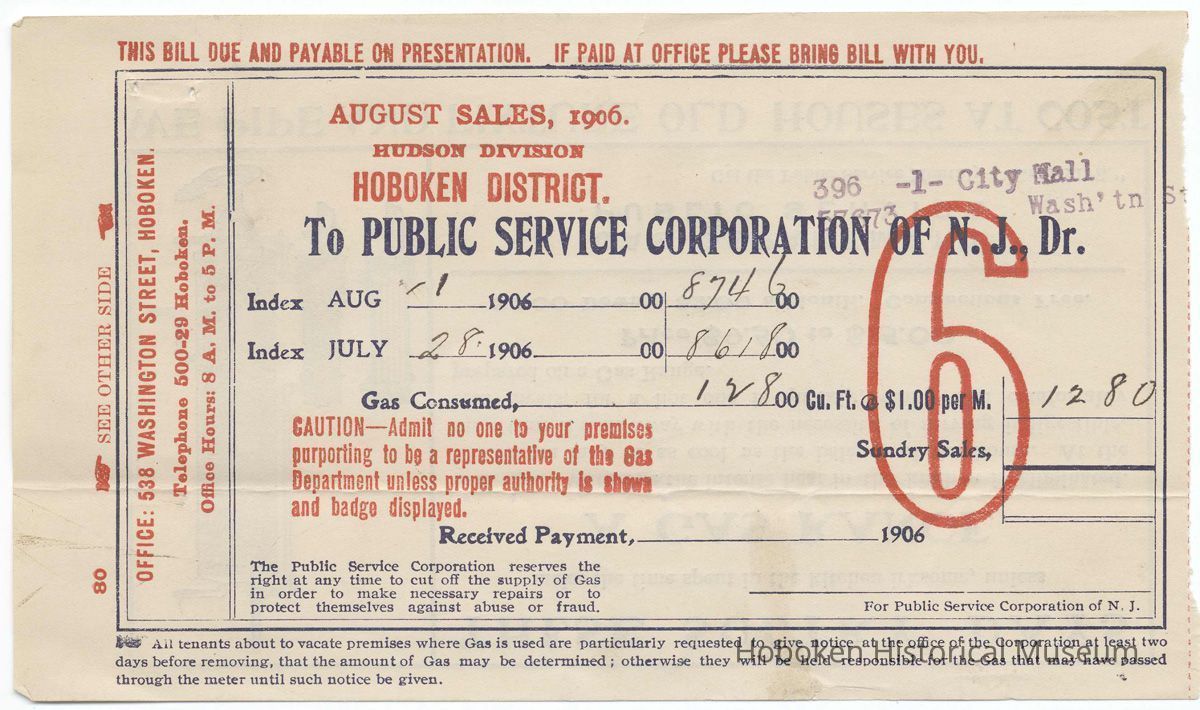 THIS BILL DUE AND PAYABLE ON PRESENTATION. IF PAID AT OFFICE PLEASE BRING BILL WITH YOU.
SEE OTHER SIDE
80
OFFICE: 538 WASHINGTON STREET, HOBOKEN.
Telephone 500-29 Hoboken.
Office Hours: 8 A. M. to 5 P. M.
AUGUST SALES, 1906.
HUDSON DIVISION
HOBOKEN DISTRICT.
396 -1- City Hall
57673 Wash'tn St
To PUBLIC SERVICE CORPORATION OF N. J., Dr.
6
Index AUG 1 1906 00 8746 00
Index JULY 28. 1906 00 8618 00
Gas Consumed, 128 00 Cu. Ft. @ $1.00 per M. 12 80
CAUTION—Admit no one to your premises
purporting to be a representative of the Gas
Department unless proper authority is shown
and badge displayed.
Sundry Sales,
Received Payment, 1906
The Public Service Corporation reserves the
right at any time to cut off the supply of Gas
in order to make necessary repairs or to
protect themselves against abuse or fraud.
For Public Service Corporation of N. J.
All tenants about to vacate premises where Gas is used are particularly requested to give notice at the office of the Corporation at least two
days before removing, that the amount of Gas may be determined; otherwise they will be held responsible for the Gas that may have passed
through the meter until such notice be given.
Hoboken Historical Museum